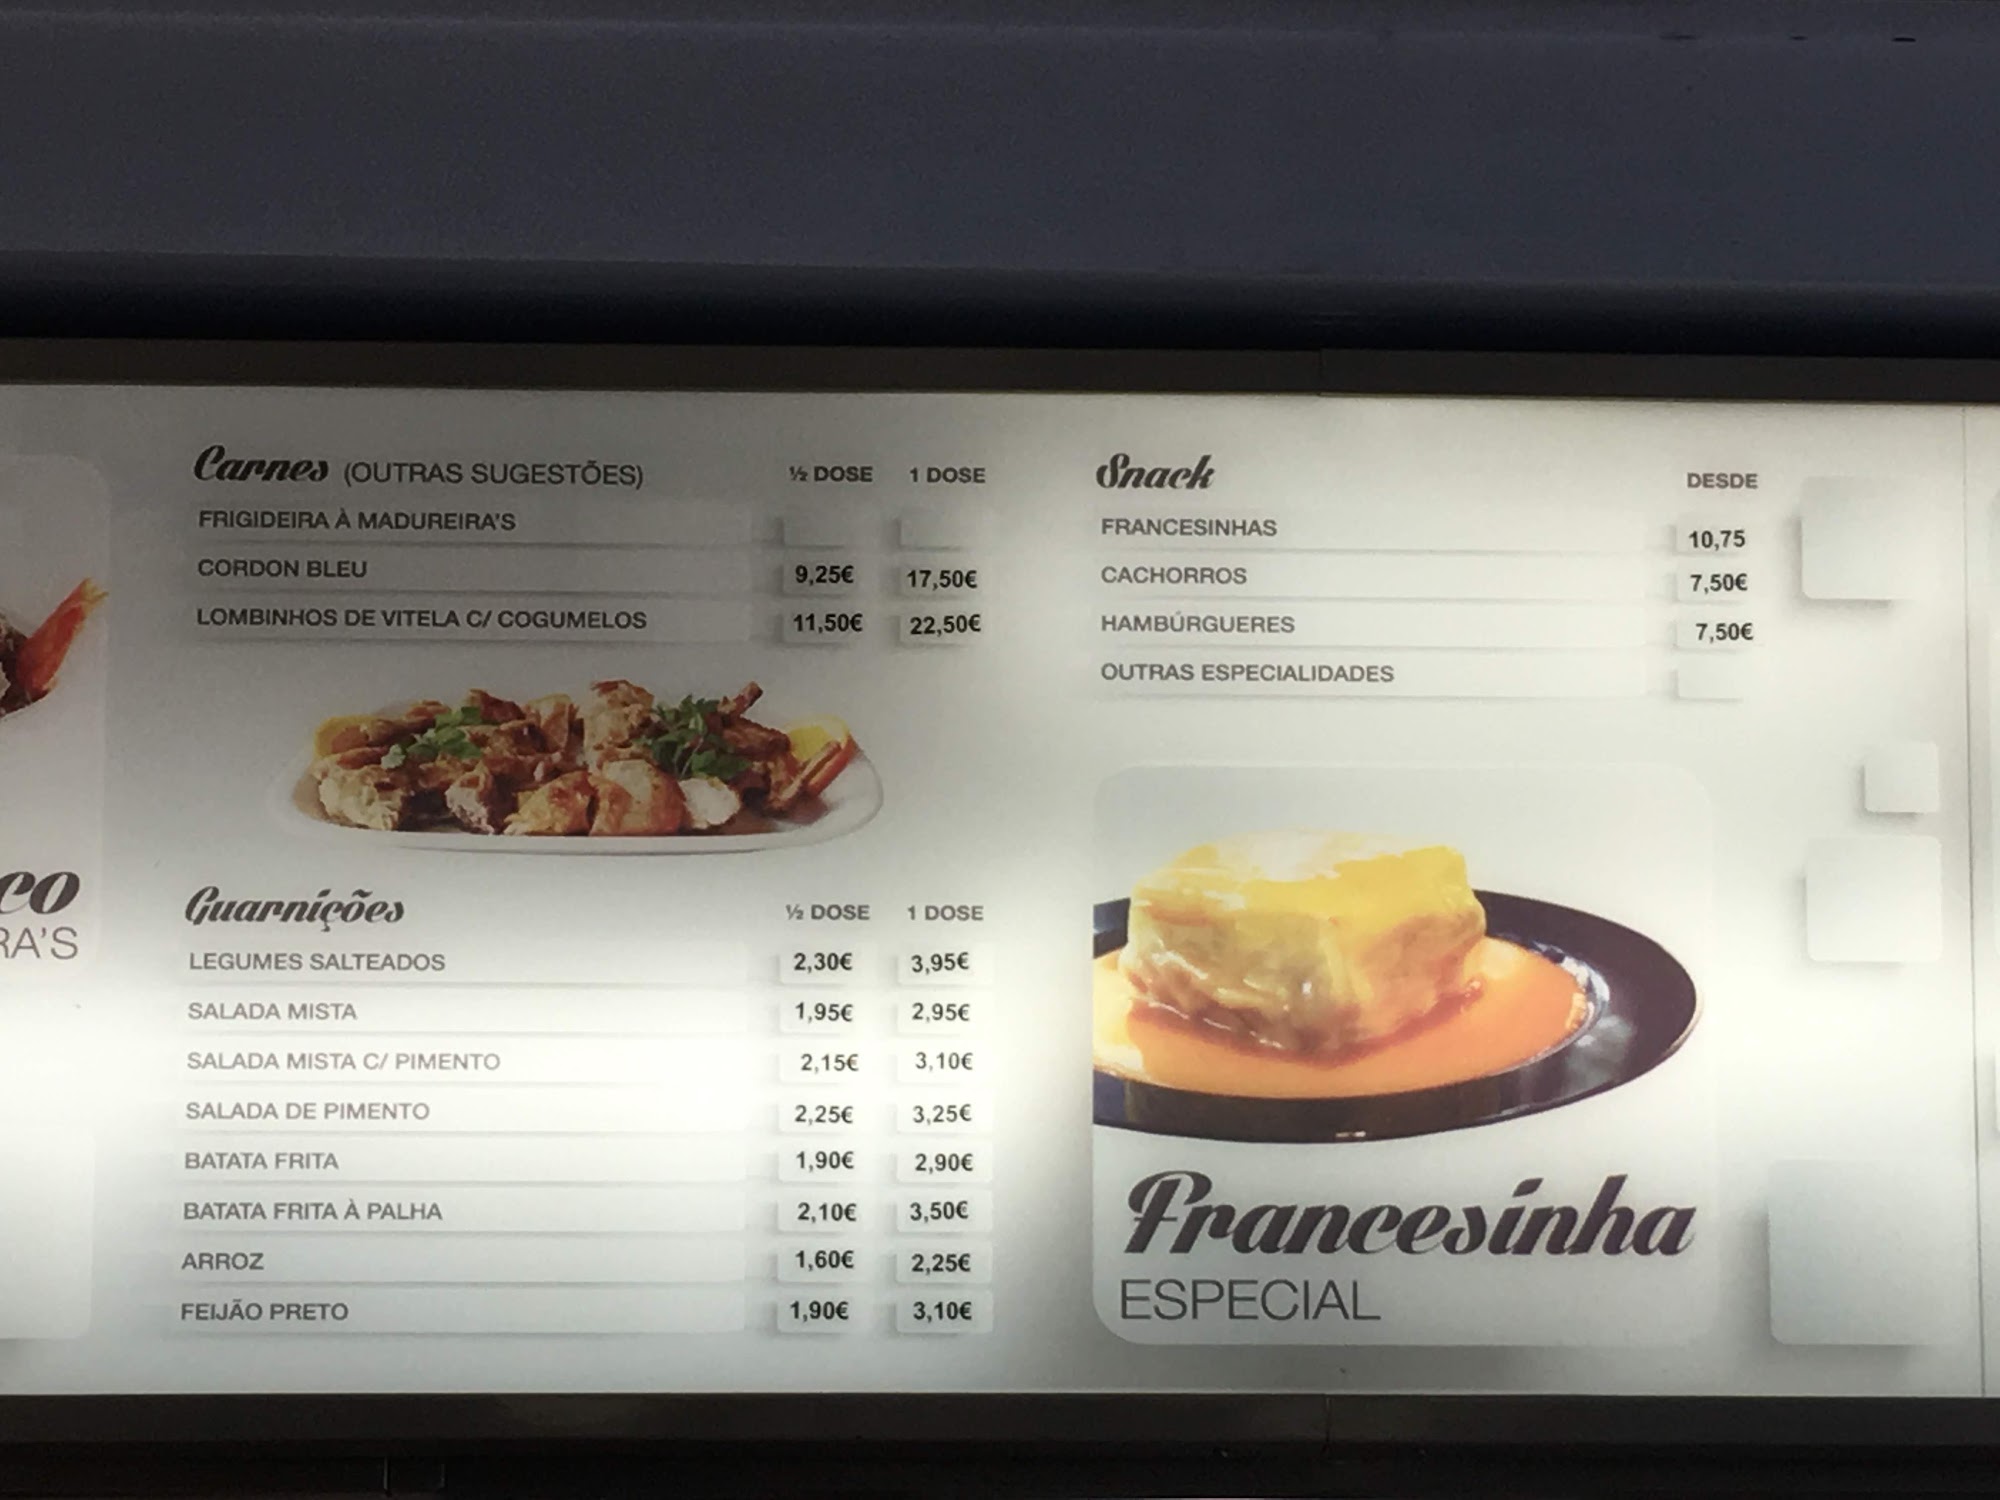 CO
RA'S
Carnes (OUTRAS SUGESTÕES) ½ DOSE 1 DOSE
FRIGIDEIRA À MADUREIRA'S
CORDON BLEU 9,25€ 17,50€
LOMBINHOS DE VITELA C/ COGUMELOS 11,50€ 22,50€
Guarnições ½ DOSE 1 DOSE
LEGUMES SALTEADOS 2,30€ 3,95€
SALADA MISTA 1,95€ 2,95€
SALADA MISTA C/ PIMENTO 2,15€ 3,10€
SALADA DE PIMENTO 2,25€ 3,25€
BATATA FRITA 1,90€ 2,90€
BATATA FRITA À PALHA 2,10€ 3,50€
ARROZ 1,60€ 2,25€
FEIJÃO PRETO 1,90€ 3,10€
Snack DESDE
FRANCESINHAS 10,75
CACHORROS 7,50€
HAMBÚRGUERES 7,50€
OUTRAS ESPECIALIDADES
Francesinha
ESPECIAL